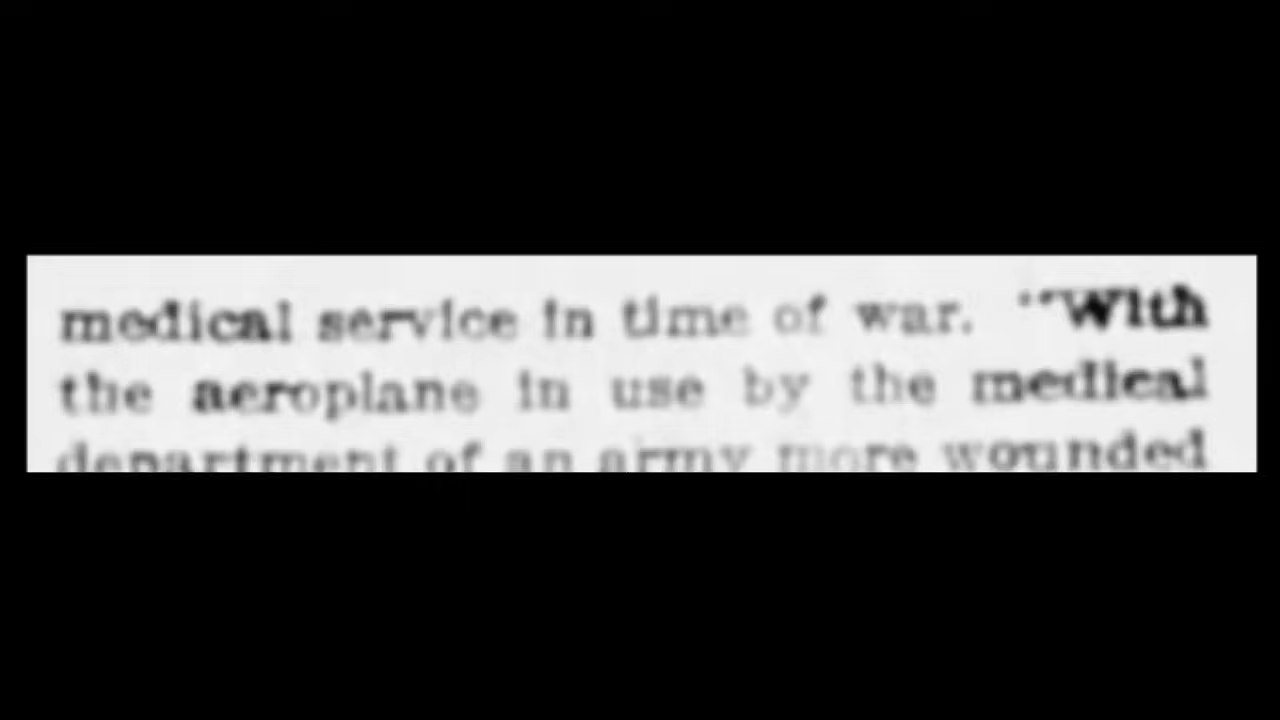 medical service in time of war. "With
the aeroplane in use by the medical
department of an army more wounded